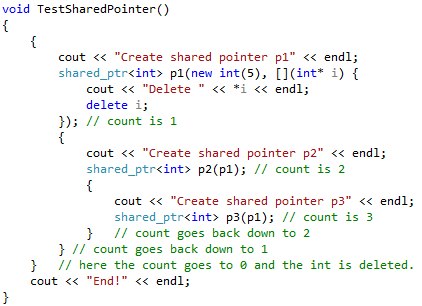 void TestSharedPointer()
{
    {
        cout << "Create shared pointer p1" << endl;
        shared_ptr<int> p1(new int(5), [](int* i) {
            cout << "Delete " << *i << endl;
            delete i;
        }); // count is 1
        {
            cout << "Create shared pointer p2" << endl;
            shared_ptr<int> p2(p1); // count is 2
            {
                cout << "Create shared pointer p3" << endl;
                shared_ptr<int> p3(p1); // count is 3
            }   // count goes back down to 2
        } // count goes back down to 1
    }   // here the count goes to 0 and the int is deleted.
    cout << "End!" << endl;
}